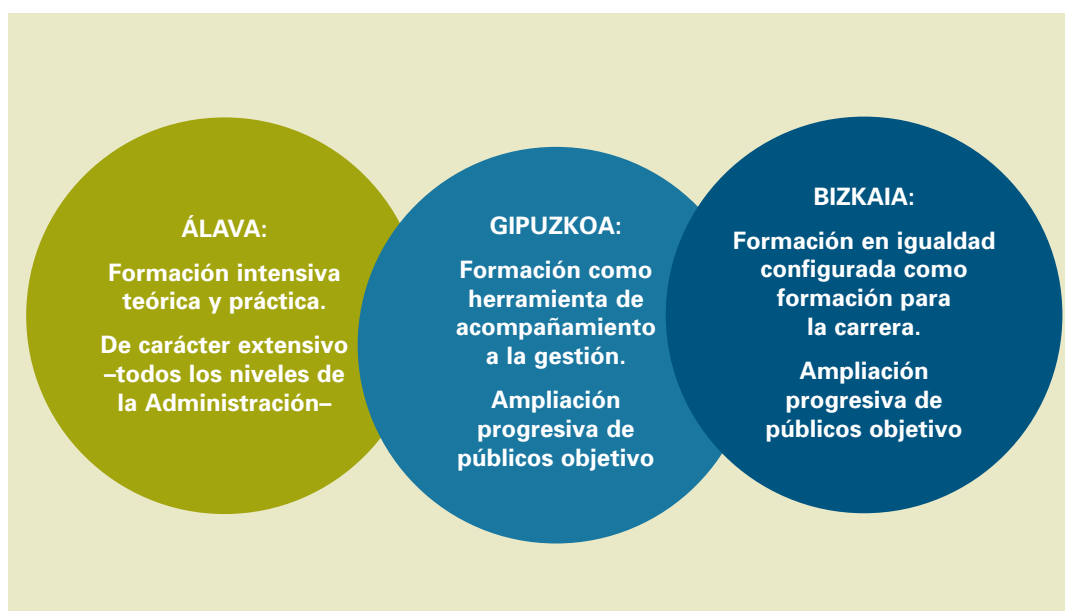 ÁLAVA:
Formación intensiva
teórica y práctica.
De carácter extensivo
–todos los niveles de
la Administración–
GIPUZKOA:
Formación como
herramienta de
acompañamiento
a la gestión.
Ampliación
progresiva de
públicos objetivo
BIZKAIA:
Formación en igualdad
configurada como
formación para
la carrera.
Ampliación
progresiva de
públicos objetivo